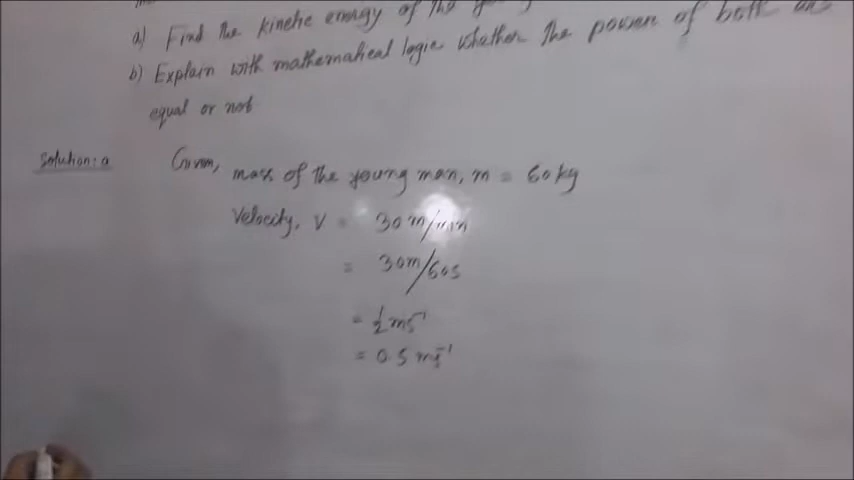 a) Find the kinetic energy of the
b) Explain with mathematical logic whether the power of both
equal or not
Solution: a Given, mass of the young man, m = 60 kg
Velocity, v = 30 m/min
= 30m/60s
= 1/2 ms⁻¹
= 0.5 ms⁻¹